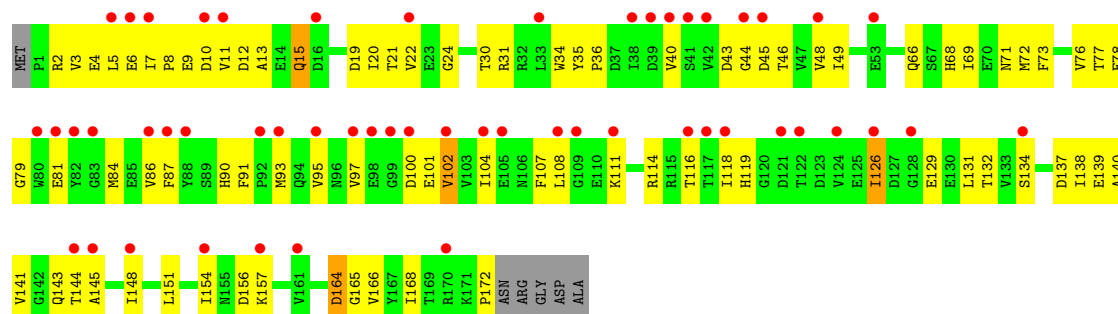 MET P1 R2 V3 E4 L5 E6 I7 P8 E9 D10 V11 D12 A13 E14 Q15 D16 D19 I20 T21 V22 E23 G24 T30 R31 R32 L33 W34 Y35 P36 D37 I38 D39 V40 S41 V42 D43 G44 D45 T46 V47 V48 I49 E53 Q66 S67 H68 I69 E70 N71 M72 F73 V76 T77 E78
G79 W80 E81 Y82 G83 M84 E85 V86 F87 Y88 S89 H90 F91 P92 M93 Q94 V95 N96 V97 E98 G99 D100 E101 V102 V103 I104 E105 N106 F107 L108 G109 E110 K111 R114 R115 T116 T117 I118 H119 G120 D121 T122 D123 V124 E125 I126 D127 G128 E129 E130 L131 T132 V133 S134 D137 I138 E139 A140
V141 G142 Q143 T144 A145 I148 L151 I154 N155 D156 K157 V161 D164 G165 V166 Y167 I168 T169 R170 K171 P172 ASN ARG GLY ASP ALA